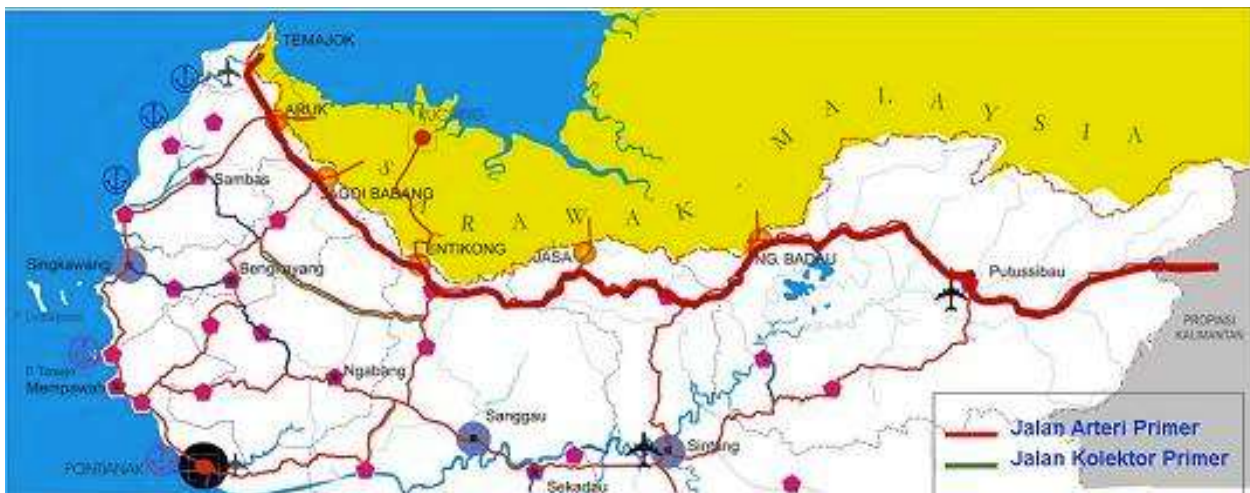 TEMAJOK
ARUK
MALAYSIA
Sambas
S
GOI BABANG
RAWAK
ENTIKONG
JASA
NG. BADAU
Singkawang
Bengkayang
Putussibau
PROPINSI
KALIMANTAN
Mempawah
Ngabang
Sanggau
Sintang
PONTIANAK
Sekadau
Jalan Arteri Primer
Jalan Kolektor Primer